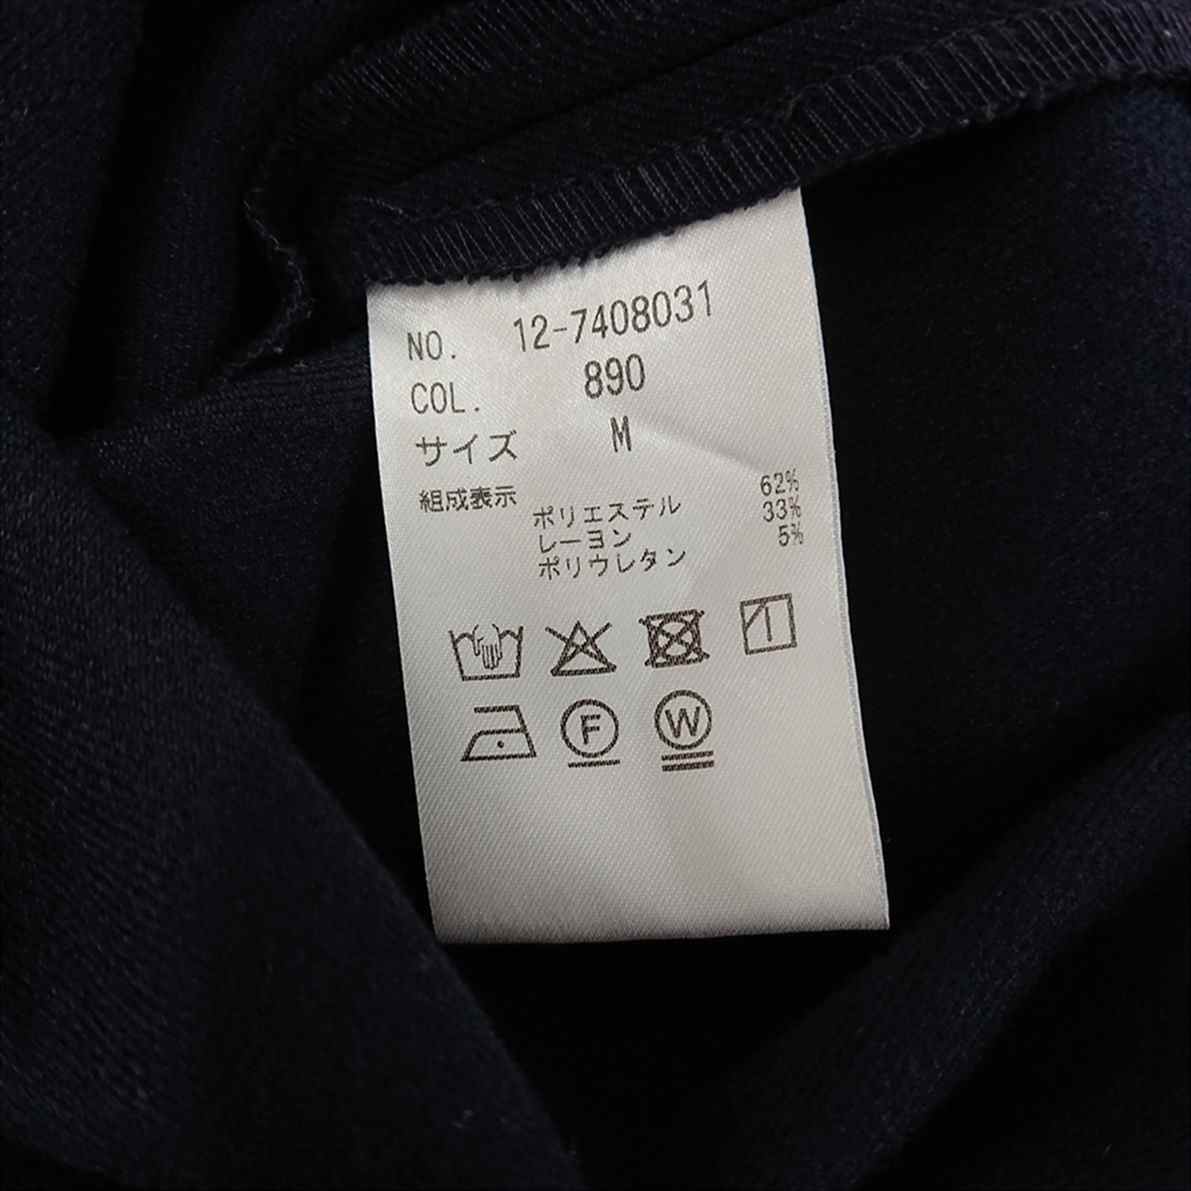 NO. 12-7408031
COL. 890
サイズ M
組成表示
ポリエステル 62%
レーヨン 33%
ポリウレタン 5%
F W